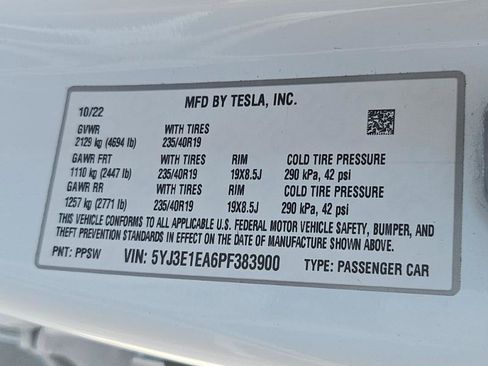 MFD BY TESLA, INC.
10/22
GVWR WITH TIRES
2129 kg (4694 lb) 235/40R19
GAWR FRT WITH TIRES RIM COLD TIRE PRESSURE
1110 kg (2447 lb) 235/40R19 19X8.5J 290 kPa, 42 psi
GAWR RR WITH TIRES RIM COLD TIRE PRESSURE
1257 kg (2771 lb) 235/40R19 19X8.5J 290 kPa, 42 psi
THIS VEHICLE CONFORMS TO ALL APPLICABLE U.S. FEDERAL MOTOR VEHICLE SAFETY, BUMPER, AND
THEFT PREVENTION STANDARDS IN EFFECT ON THE DATE OF MANUFACTURE SHOWN ABOVE.
PNT: PPSW VIN: 5YJ3E1EA6PF383900 TYPE: PASSENGER CAR